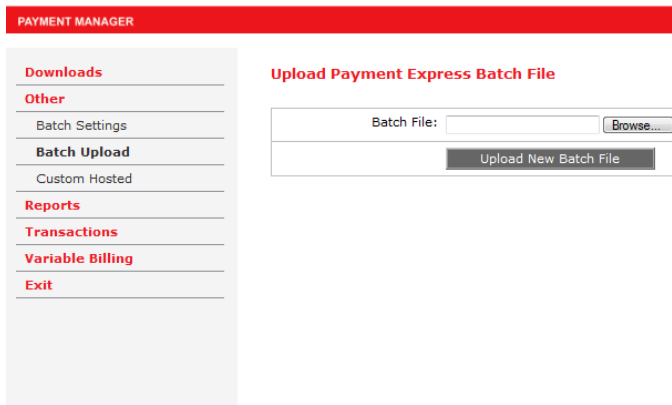 PAYMENT MANAGER
Downloads
Other
Batch Settings
Batch Upload
Custom Hosted
Reports
Transactions
Variable Billing
Exit
Upload Payment Express Batch File
Batch File:
Browse...
Upload New Batch File